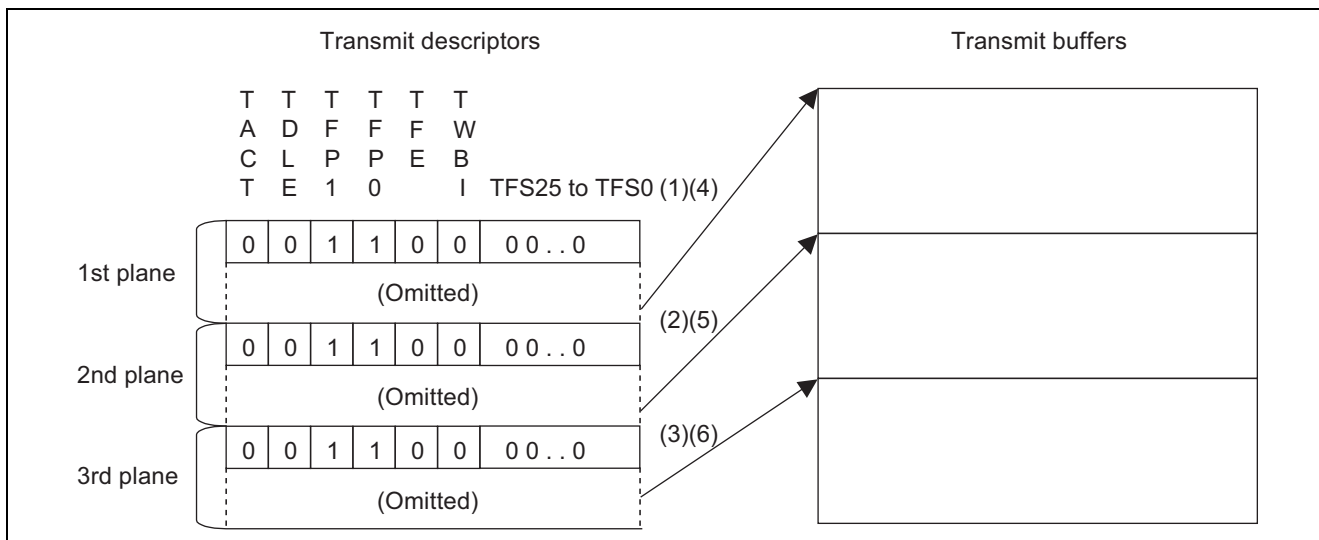 Transmit descriptors
Transmit buffers
T T T T T T
A D F F F W
C L P P E B
T E 1 0 I TFS25 to TFS0 (1)(4)
1st plane
0 0 1 1 0 0 00..0
(Omitted)
(2)(5)
2nd plane
0 0 1 1 0 0 00..0
(Omitted)
(3)(6)
3rd plane
0 0 1 1 0 0 00..0
(Omitted)